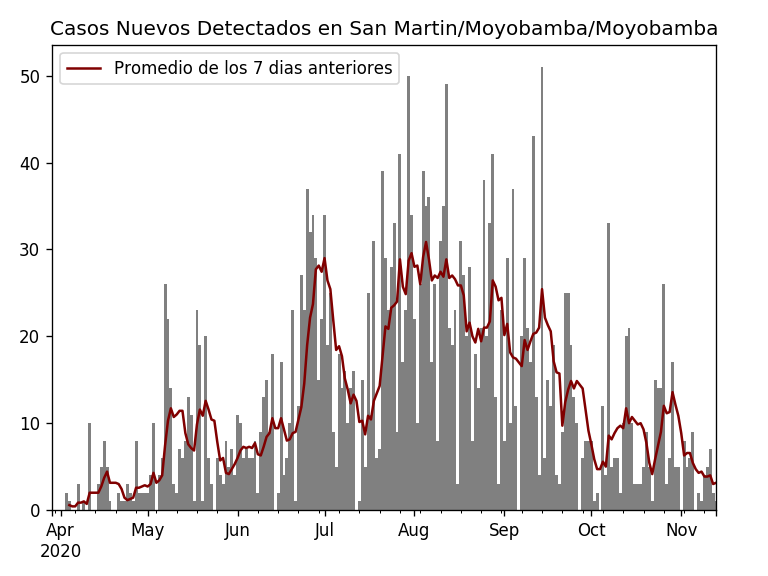 Casos Nuevos Detectados en San Martin/Moyobamba/Moyobamba
Promedio de los 7 dias anteriores
50
40
30
20
10
0
Apr May Jun Jul Aug Sep Oct Nov
2020